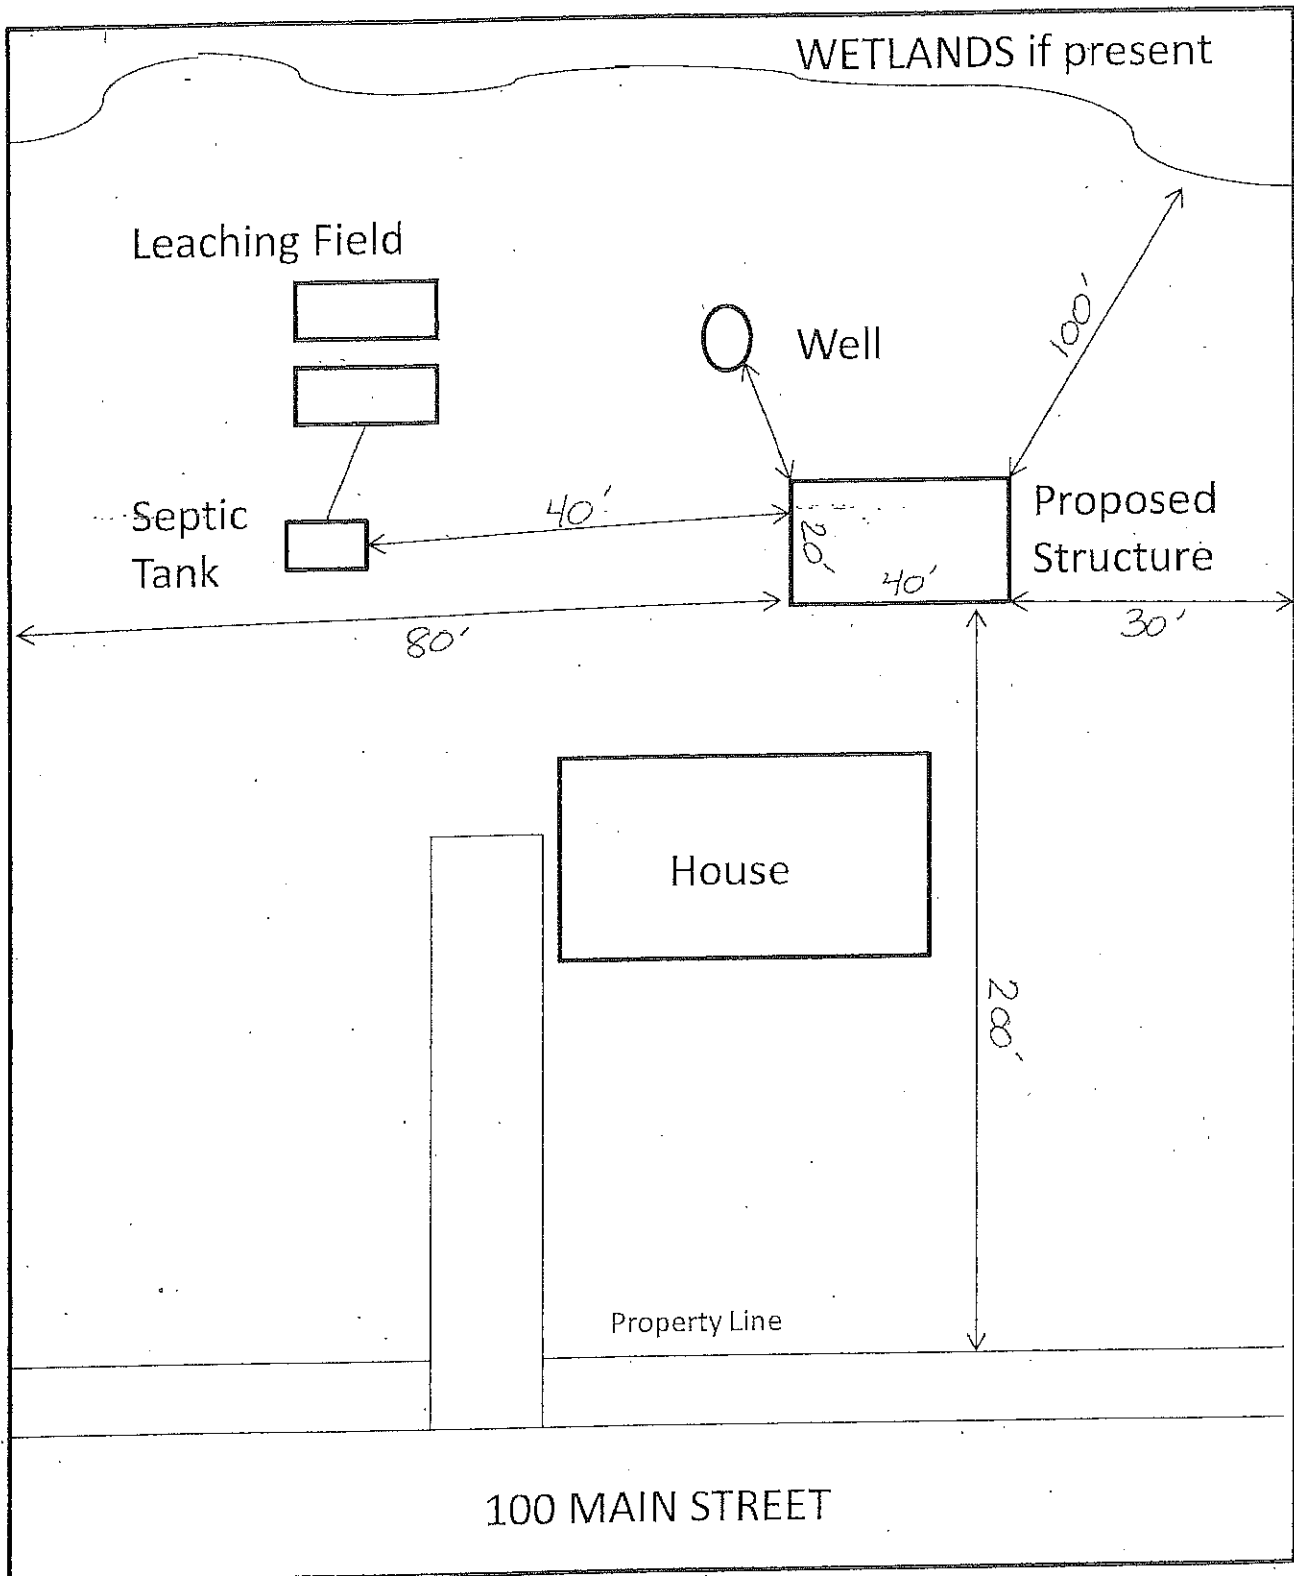 WETLANDS if present
Leaching Field
Well
100'
Septic
Tank
40'
20'
40'
Proposed
Structure
80'
30'
House
200'
Property Line
100 MAIN STREET